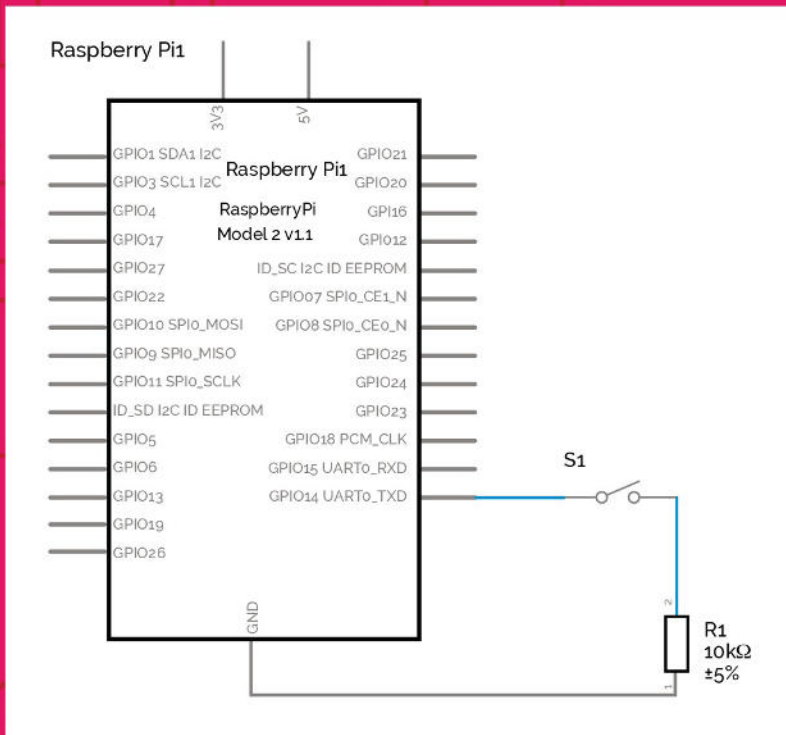 Raspberry Pi1
3V3
5V
GPIO1 SDA1 I2C
GPIO3 SCL1 I2C
GPIO4
GPIO17
GPIO27
GPIO22
GPIO10 SPI0_MOSI
GPIO9 SPI0_MISO
GPIO11 SPI0_SCLK
ID_SD I2C ID EEPROM
GPIO5
GPIO6
GPIO13
GPIO19
GPIO26
Raspberry Pi1
RaspberryPi
Model 2 v1.1
GPIO21
GPIO20
GPI16
GPI012
ID_SC I2C ID EEPROM
GPIO07 SPI0_CE1_N
GPIO8 SPI0_CE0_N
GPIO25
GPIO24
GPIO23
GPIO18 PCM_CLK
GPIO15 UART0_RXD
GPIO14 UART0_TXD
GND
S1
2
R1
10kΩ
±5%
1